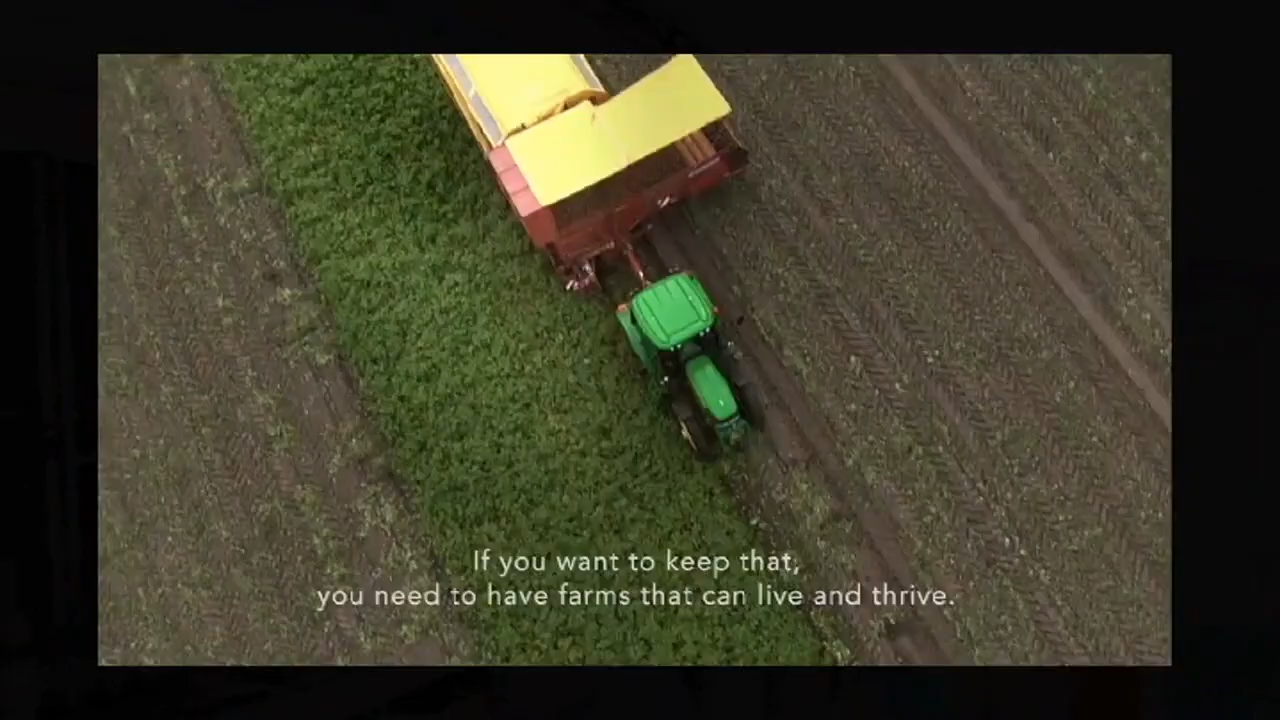 If you want to keep that,
you need to have farms that can live and thrive.